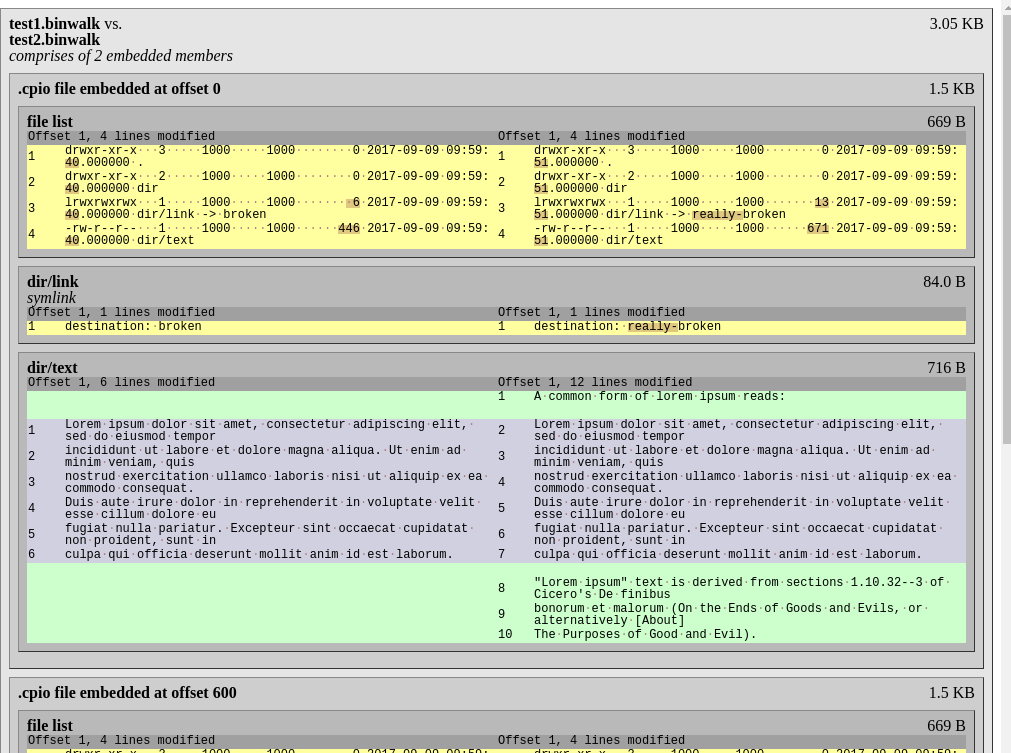 test1.binwalk vs. 3.05 KB
test2.binwalk
comprises of 2 embedded members
.cpio file embedded at offset 0 1.5 KB
file list 669 B
Offset 1, 4 lines modified Offset 1, 4 lines modified
1 drwxr-xr-x   3     1000     1000        0 2017-09-09 09:59: 1 drwxr-xr-x   3     1000     1000        0 2017-09-09 09:59:
40.000000 . 51.000000 .
2 drwxr-xr-x   2     1000     1000        0 2017-09-09 09:59: 2 drwxr-xr-x   2     1000     1000        0 2017-09-09 09:59:
40.000000 dir 51.000000 dir
3 lrwxrwxrwx   1     1000     1000        6 2017-09-09 09:59: 3 lrwxrwxrwx   1     1000     1000       13 2017-09-09 09:59:
40.000000 dir/link -> broken 51.000000 dir/link -> really-broken
4 -rw-r--r--   1     1000     1000      446 2017-09-09 09:59: 4 -rw-r--r--   1     1000     1000      671 2017-09-09 09:59:
40.000000 dir/text 51.000000 dir/text
dir/link 84.0 B
symlink
Offset 1, 1 lines modified Offset 1, 1 lines modified
1 destination: broken 1 destination: really-broken
dir/text 716 B
Offset 1, 6 lines modified Offset 1, 12 lines modified
1 A common form of lorem ipsum reads:
1 Lorem ipsum dolor sit amet, consectetur adipiscing elit, 2 Lorem ipsum dolor sit amet, consectetur adipiscing elit,
sed do eiusmod tempor sed do eiusmod tempor
2 incididunt ut labore et dolore magna aliqua. Ut enim ad 3 incididunt ut labore et dolore magna aliqua. Ut enim ad
minim veniam, quis minim veniam, quis
3 nostrud exercitation ullamco laboris nisi ut aliquip ex ea 4 nostrud exercitation ullamco laboris nisi ut aliquip ex ea
commodo consequat. commodo consequat.
4 Duis aute irure dolor in reprehenderit in voluptate velit 5 Duis aute irure dolor in reprehenderit in voluptate velit
esse cillum dolore eu esse cillum dolore eu
5 fugiat nulla pariatur. Excepteur sint occaecat cupidatat 6 fugiat nulla pariatur. Excepteur sint occaecat cupidatat
non proident, sunt in non proident, sunt in
6 culpa qui officia deserunt mollit anim id est laborum. 7 culpa qui officia deserunt mollit anim id est laborum.
8 "Lorem ipsum" text is derived from sections 1.10.32--3 of
Cicero's De finibus
9 bonorum et malorum (On the Ends of Goods and Evils, or
alternatively [About]
10 The Purposes of Good and Evil).
.cpio file embedded at offset 600 1.5 KB
file list 669 B
Offset 1, 4 lines modified Offset 1, 4 lines modified